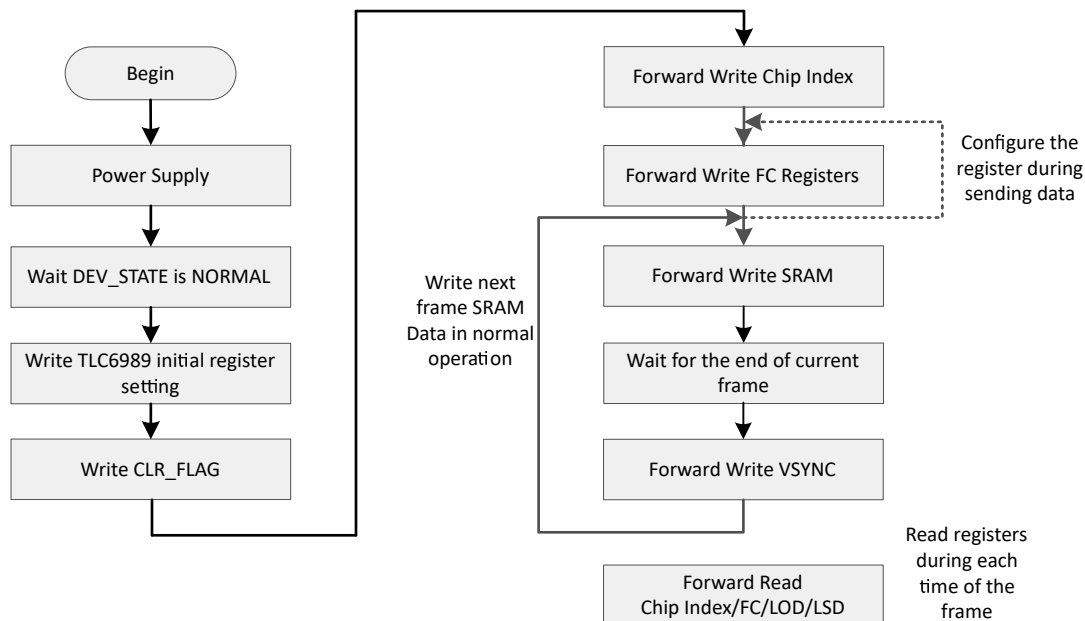 Begin
Power Supply
Wait DEV_STATE is NORMAL
Write TLC6989 initial register
setting
Write CLR_FLAG
Forward Write Chip Index
Configure the
register during
sending data
Forward Write FC Registers
Write next
frame SRAM
Data in normal
operation
Forward Write SRAM
Wait for the end of current
frame
Forward Write VSYNC
Forward Read
Chip Index/FC/LOD/LSD
Read registers
during each
time of the
frame